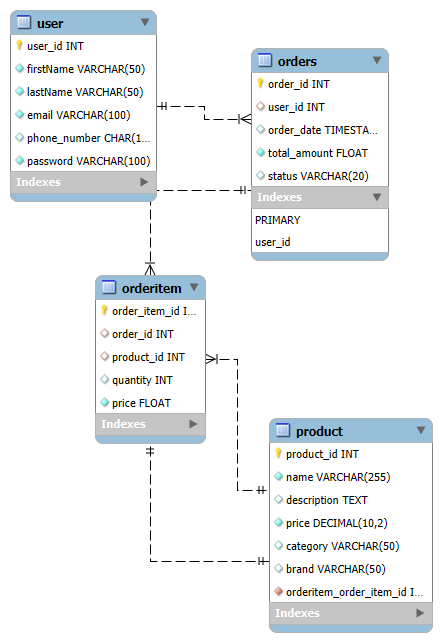 user
user_id INT
firstName VARCHAR(50)
lastName VARCHAR(50)
email VARCHAR(100)
phone_number CHAR(1...
password VARCHAR(100)
Indexes
orders
order_id INT
user_id INT
order_date TIMESTA...
total_amount FLOAT
status VARCHAR(20)
Indexes
PRIMARY
user_id
orderitem
order_item_id I...
order_id INT
product_id INT
quantity INT
price FLOAT
Indexes
product
product_id INT
name VARCHAR(255)
description TEXT
price DECIMAL(10,2)
category VARCHAR(50)
brand VARCHAR(50)
orderitem_order_item_id I...
Indexes